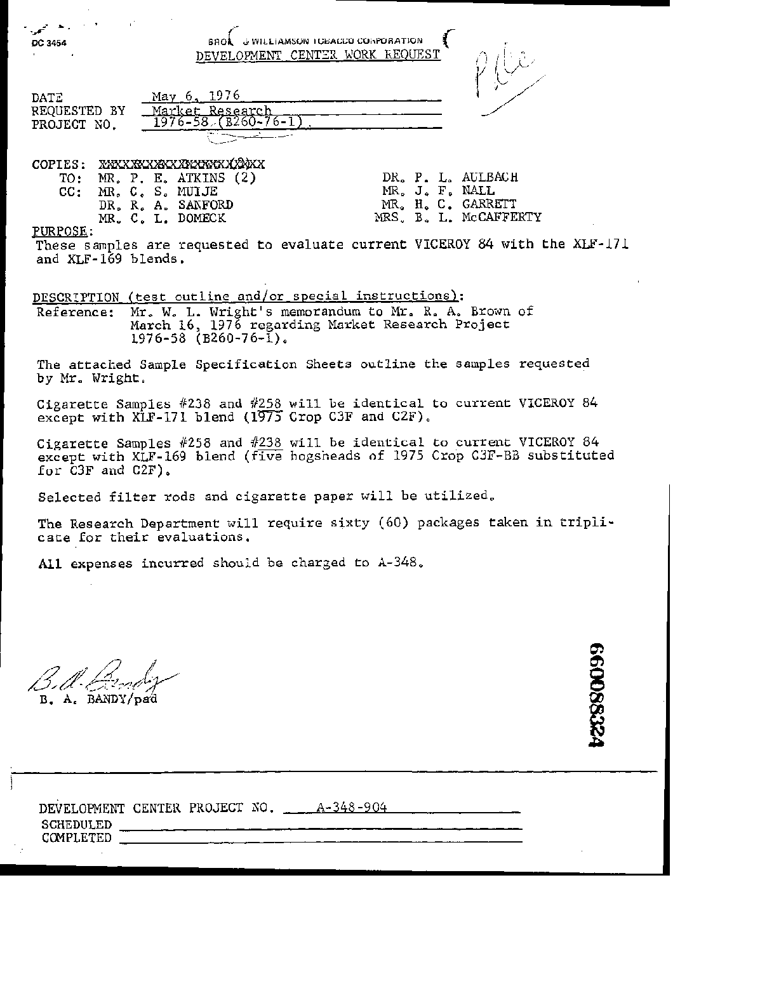 DC 3454
& WILLIAMSON TOBACCO CORPORATION
DEVELOPMENT CENTER WORK REQUEST
DATE May 6, 1976
REQUESTED BY Market Research
PROJECT NO. 1976-58 (B260-76-1)
COPIES:
TO: MR. P. E. ATKINS (2) DR. P. L. AULBACH
CC: MR. C. S. MUIJE MR. J. F. NALL
DR. R. A. SANFORD MR. H. C. GARRETT
MR. C. L. DOMECK MRS. B. L. McCAFFERTY
PURPOSE:
These samples are requested to evaluate current VICEROY 84 with the XLF-171
and XLF-169 blends.
DESCRIPTION (test outline and/or special instructions):
Reference: Mr. W. L. Wright's memorandum to Mr. R. A. Brown of
March 16, 1976 regarding Market Research Project
1976-58 (B260-76-1).
The attached Sample Specification Sheets outline the samples requested
by Mr. Wright.
Cigarette Samples #238 and #258 will be identical to current VICEROY 84
except with XLF-171 blend (1975 Crop C3F and C2F).
Cigarette Samples #258 and #238 will be identical to current VICEROY 84
except with XLF-169 blend (five hogsheads of 1975 Crop C3F-BB substituted
for C3F and C2F).
Selected filter rods and cigarette paper will be utilized.
The Research Department will require sixty (60) packages taken in tripli-
cate for their evaluations.
All expenses incurred should be charged to A-348.
B. A. Bandy
B. A. BANDY/pad
660088324
DEVELOPMENT CENTER PROJECT NO. A-348-904
SCHEDULED
COMPLETED